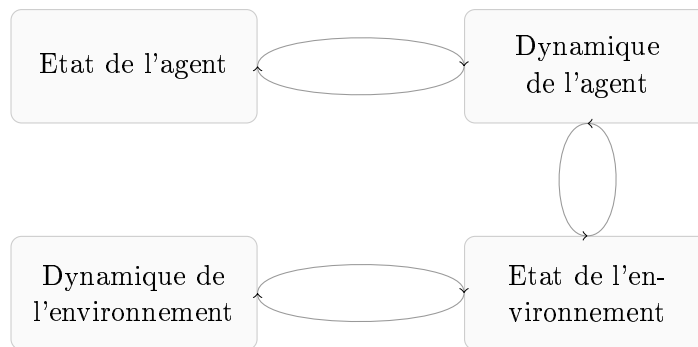 Etat de l'agent
Dynamique
de l'agent
Dynamique de
l'environnement
Etat de l'en-
vironnement